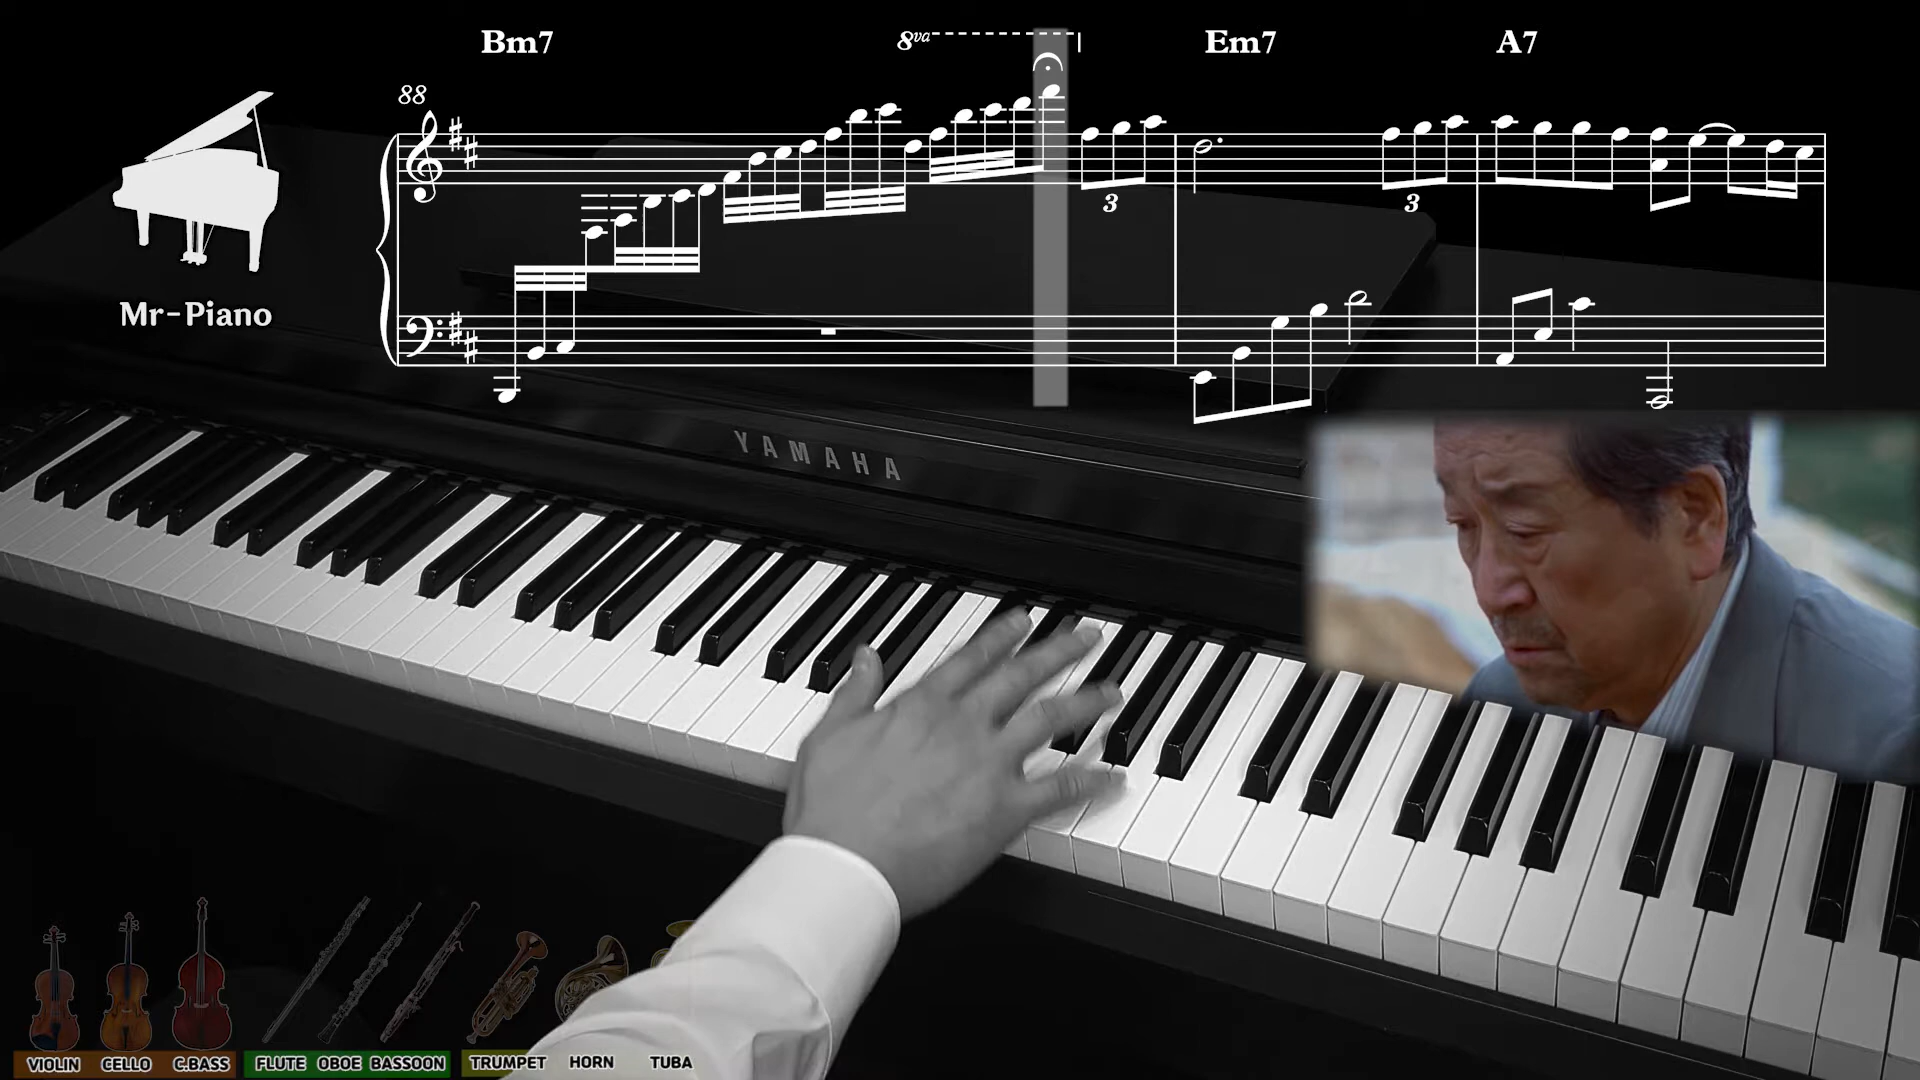 Bm7
8va
Em7
A7
88
3
3
Mr-Piano
YAMAHA
VIOLIN CELLO C.BASS FLUTE OBOE BASSOON TRUMPET HORN TUBA